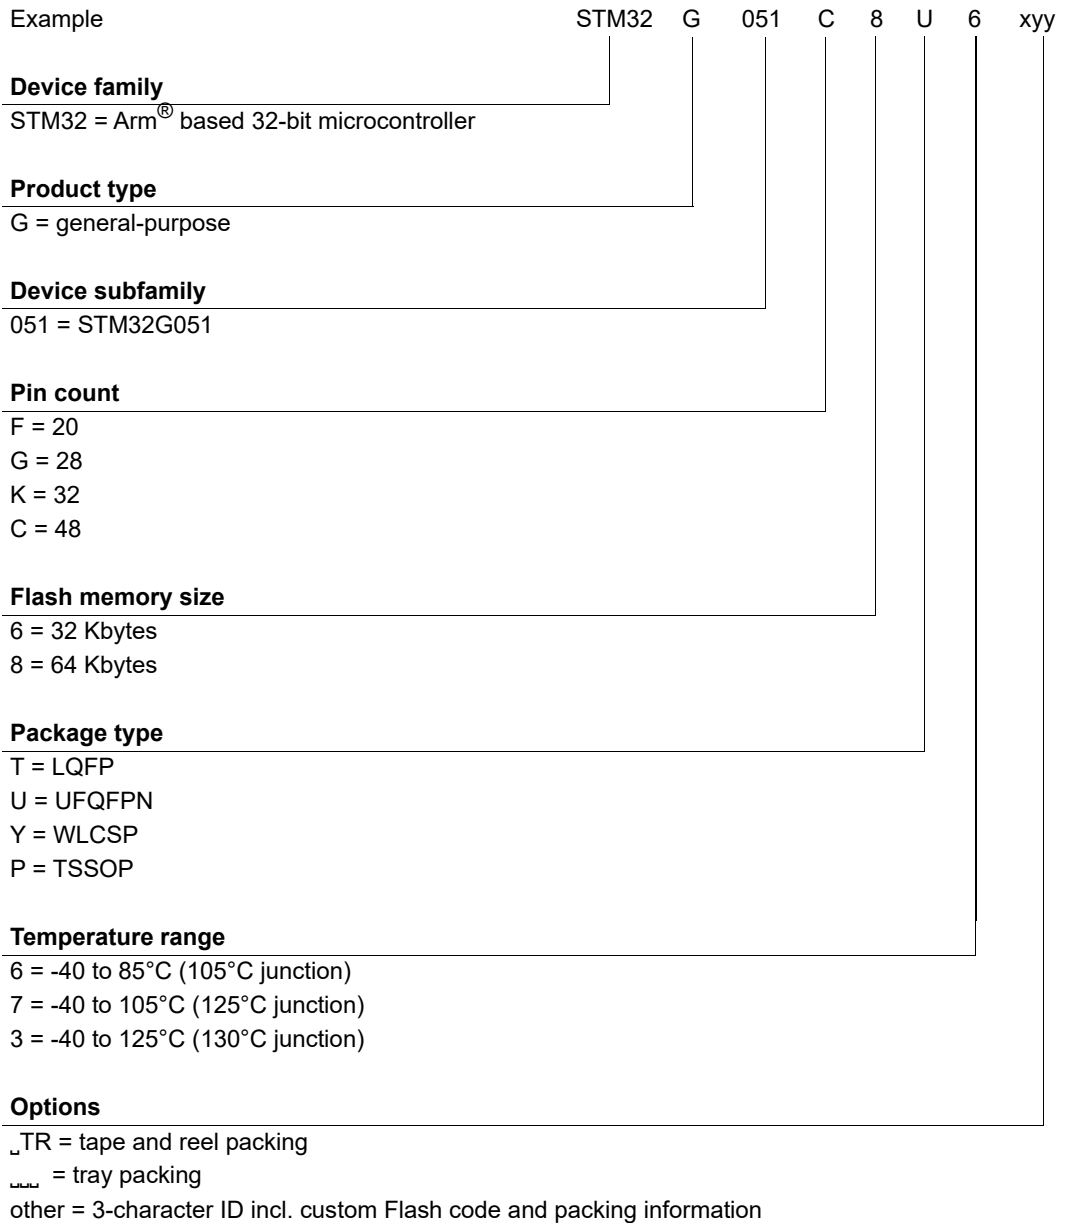 Example STM32 G 051 C 8 U 6 xyy
Device family
STM32 = Arm® based 32-bit microcontroller
Product type
G = general-purpose
Device subfamily
051 = STM32G051
Pin count
F = 20
G = 28
K = 32
C = 48
Flash memory size
6 = 32 Kbytes
8 = 64 Kbytes
Package type
T = LQFP
U = UFQFPN
Y = WLCSP
P = TSSOP
Temperature range
6 = -40 to 85°C (105°C junction)
7 = -40 to 105°C (125°C junction)
3 = -40 to 125°C (130°C junction)
Options
␣TR = tape and reel packing
␣␣␣ = tray packing
other = 3-character ID incl. custom Flash code and packing information